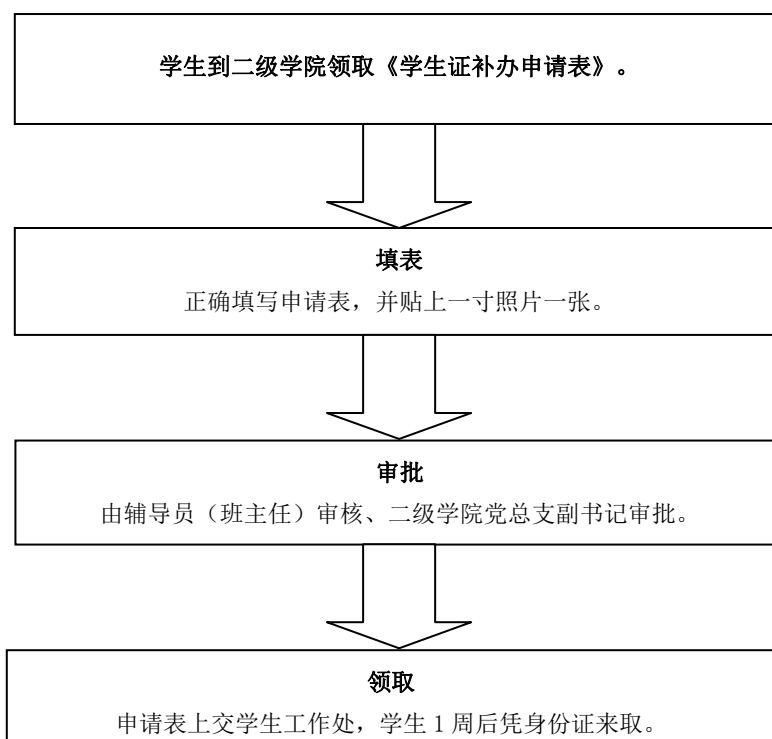 学生到二级学院领取《学生证补办申请表》。
填表
正确填写申请表，并贴上一寸照片一张。
审批
由辅导员（班主任）审核、二级学院党总支副书记审批。
领取
申请表上交学生工作处，学生 1 周后凭身份证来取。